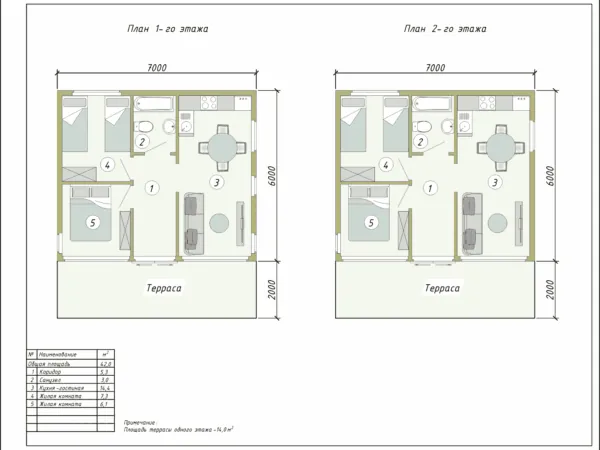 План 1-го этажа
План 2-го этажа
7000
7000
2
4
1
3
5
6000
2000
Терраса
2
4
1
3
5
6000
2000
Терраса
№ Наименование м²
Общая площадь 42,0
1 Коридор 5,3
2 Санузел 3,0
3 Кухня-гостиная 14,4
4 Жилая комната 7,3
5 Жилая комната 6,1
Примечание:
Площадь террасы одного этажа - 14,0 м²